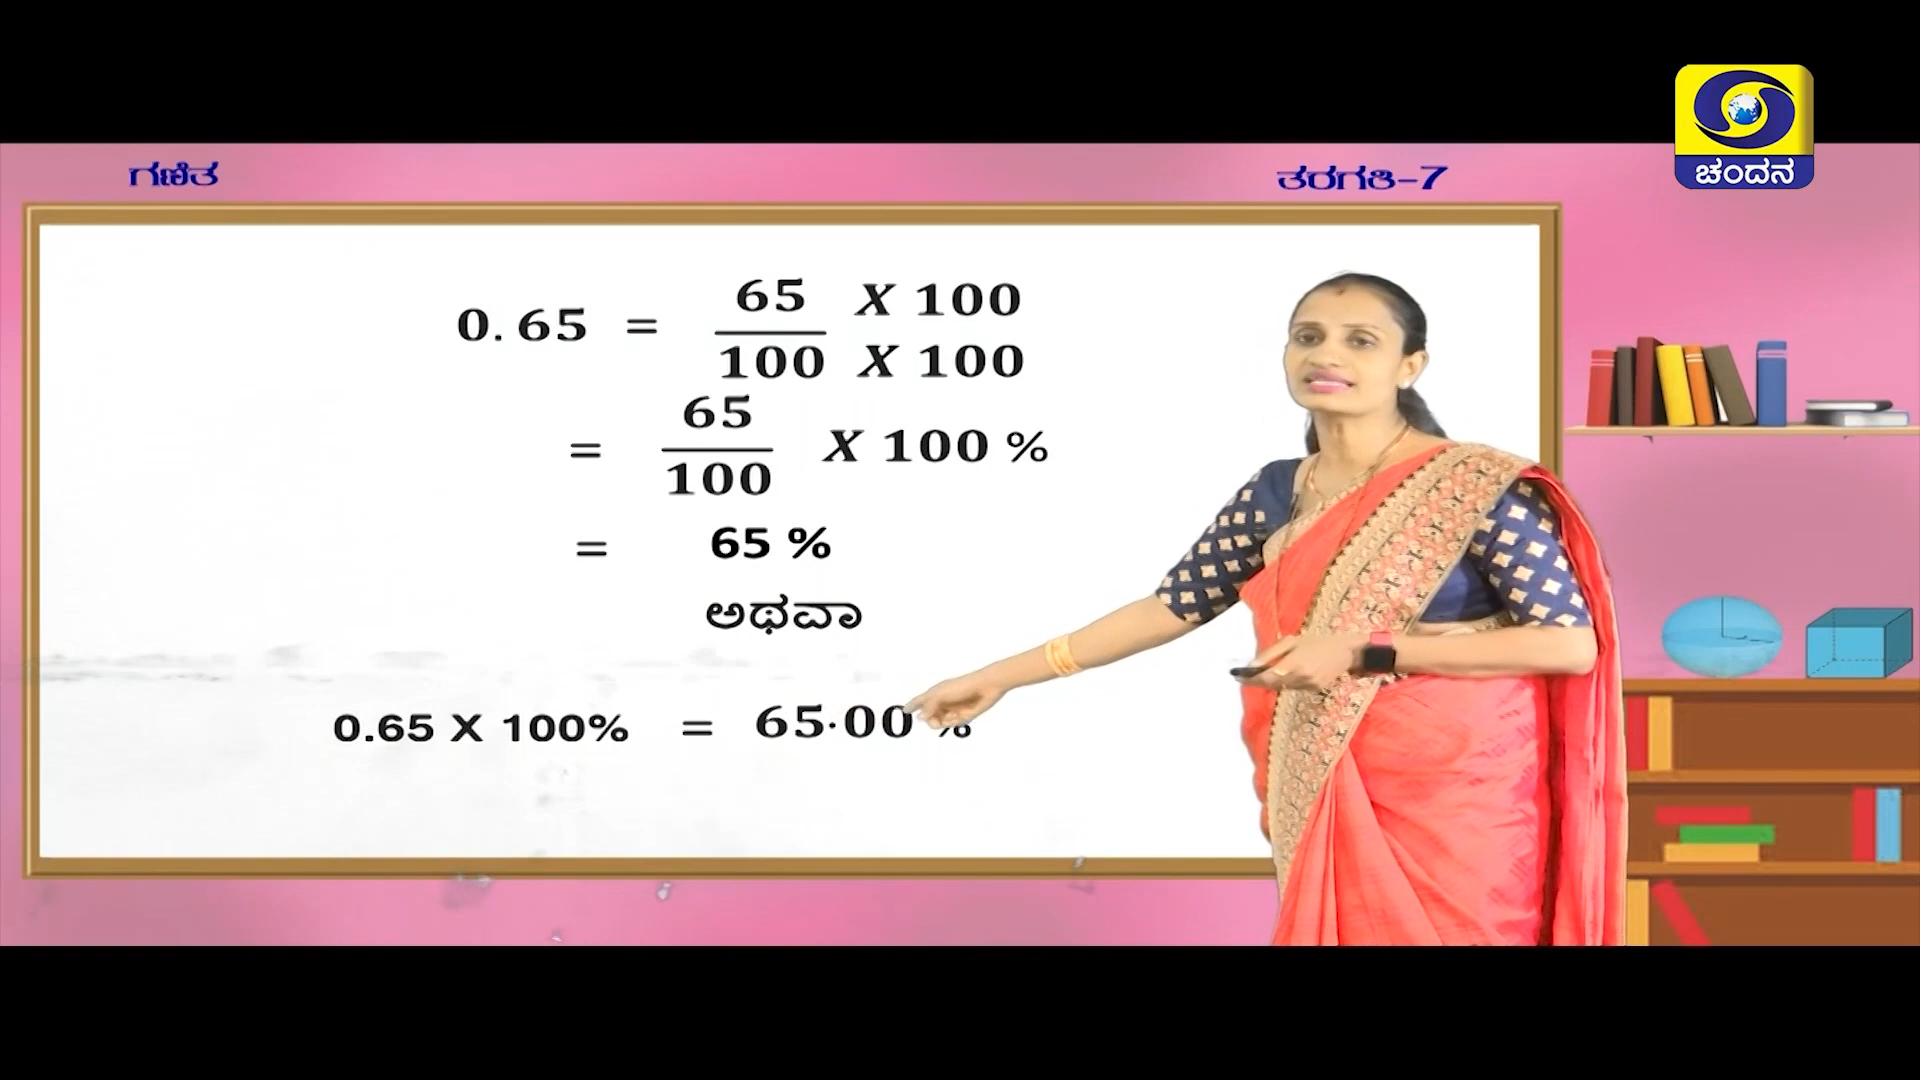 ಚಂದನ
ಗಣಿತ
ತರಗತಿ-7
0.65 = 65/100 X 100 X 100
= 65/100 X 100 %
= 65 %
ಅಥವಾ
0.65 X 100% = 65.00 %